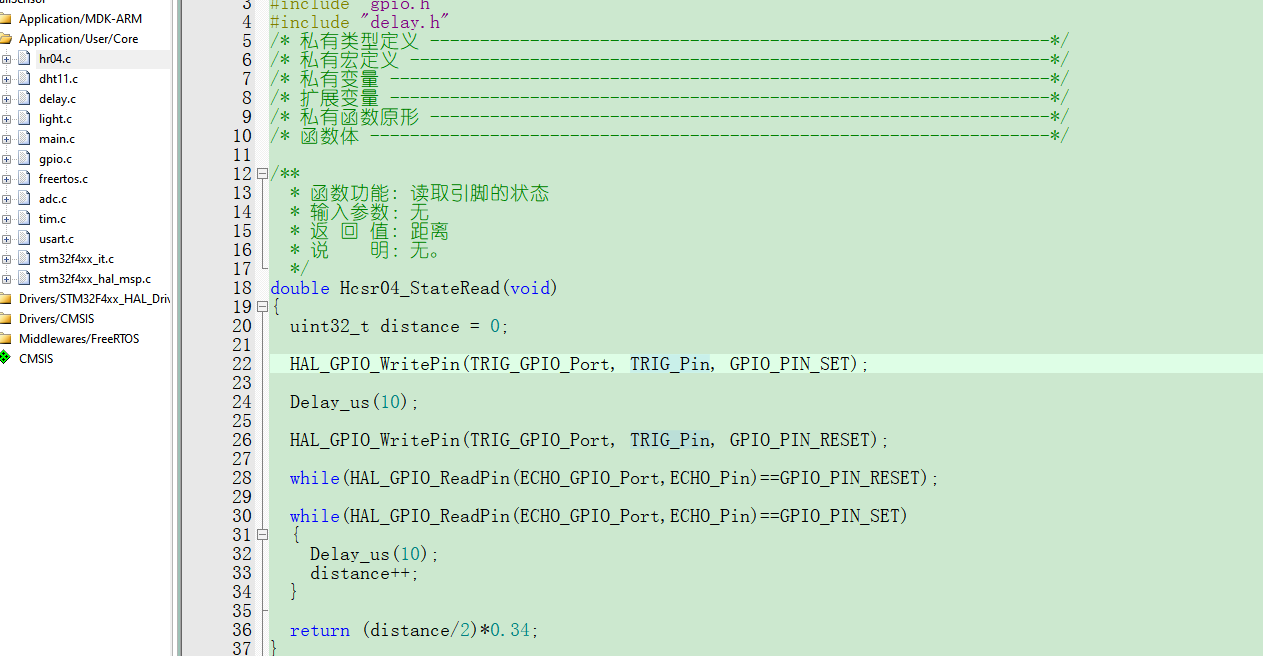 Application/MDK-ARM
Application/User/Core
hr04.c
dht11.c
delay.c
light.c
main.c
gpio.c
freertos.c
adc.c
tim.c
usart.c
stm32f4xx_it.c
stm32f4xx_hal_msp.c
Drivers/STM32F4xx_HAL_Driv
Drivers/CMSIS
Middlewares/FreeRTOS
CMSIS
3 #include "gpio.h"
4 #include "delay.h"
5 /* 私有类型定义 --------------------------------------------------------------*/
6 /* 私有宏定义 ----------------------------------------------------------------*/
7 /* 私有变量 ------------------------------------------------------------------*/
8 /* 扩展变量 ------------------------------------------------------------------*/
9 /* 私有函数原形 --------------------------------------------------------------*/
10 /* 函数体 --------------------------------------------------------------------*/
11
12 /**
13 * 函数功能: 读取引脚的状态
14 * 输入参数: 无
15 * 返 回 值: 距离
16 * 说    明: 无。
17 */
18 double Hcsr04_StateRead(void)
19 {
20 uint32_t distance = 0;
21
22 HAL_GPIO_WritePin(TRIG_GPIO_Port, TRIG_Pin, GPIO_PIN_SET);
23
24 Delay_us(10);
25
26 HAL_GPIO_WritePin(TRIG_GPIO_Port, TRIG_Pin, GPIO_PIN_RESET);
27
28 while(HAL_GPIO_ReadPin(ECHO_GPIO_Port,ECHO_Pin)==GPIO_PIN_RESET);
29
30 while(HAL_GPIO_ReadPin(ECHO_GPIO_Port,ECHO_Pin)==GPIO_PIN_SET)
31 {
32 Delay_us(10);
33 distance++;
34 }
35
36 return (distance/2)*0.34;
37 }